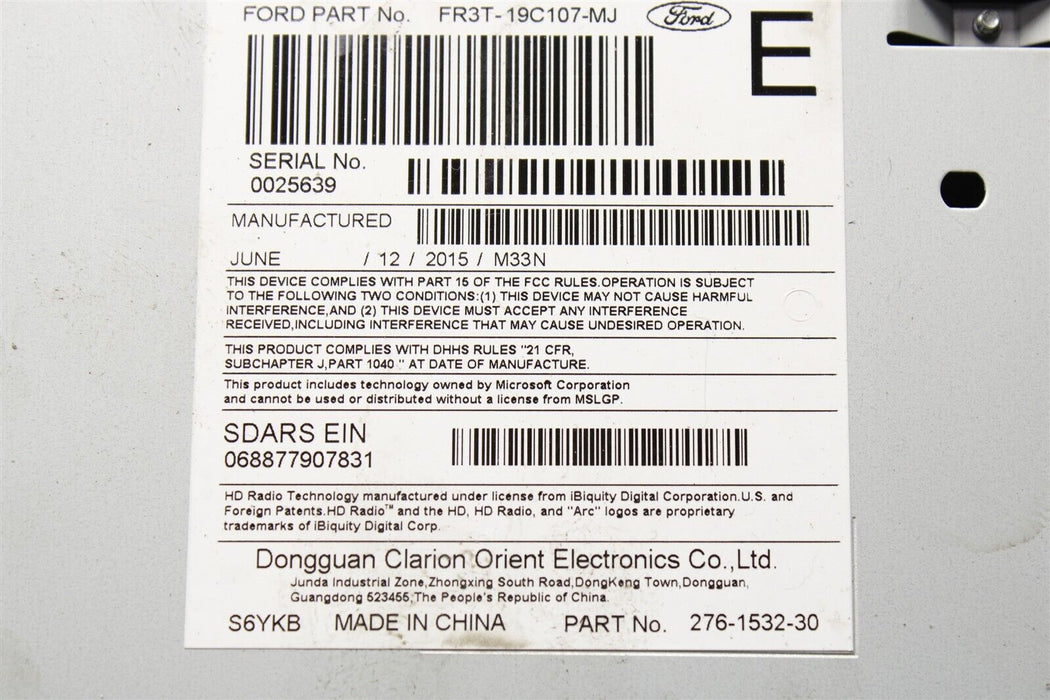 FORD PART No. FR3T-19C107-MJ Ford
E
SERIAL No.
0025639
MANUFACTURED
JUNE / 12 / 2015 / M33N
THIS DEVICE COMPLIES WITH PART 15 OF THE FCC RULES.OPERATION IS SUBJECT
TO THE FOLLOWING TWO CONDITIONS:(1) THIS DEVICE MAY NOT CAUSE HARMFUL
INTERFERENCE,AND (2) THIS DEVICE MUST ACCEPT ANY INTERFERENCE
RECEIVED,INCLUDING INTERFERENCE THAT MAY CAUSE UNDESIRED OPERATION.
THIS PRODUCT COMPLIES WITH DHHS RULES "21 CFR,
SUBCHAPTER J,PART 1040 " AT DATE OF MANUFACTURE.
This product includes technology owned by Microsoft Corporation
and cannot be used or distributed without a license from MSLGP.
SDARS EIN
068877907831
HD Radio Technology manufactured under license from iBiquity Digital Corporation.U.S. and
Foreign Patents.HD Radio™ and the HD, HD Radio, and "Arc" logos are proprietary
trademarks of iBiquity Digital Corp.
Dongguan Clarion Orient Electronics Co.,Ltd.
Junda Industrial Zone,Zhongxing South Road,DongKeng Town,Dongguan,
Guangdong 523455,The People's Republic of China.
S6YKB MADE IN CHINA PART No. 276-1532-30